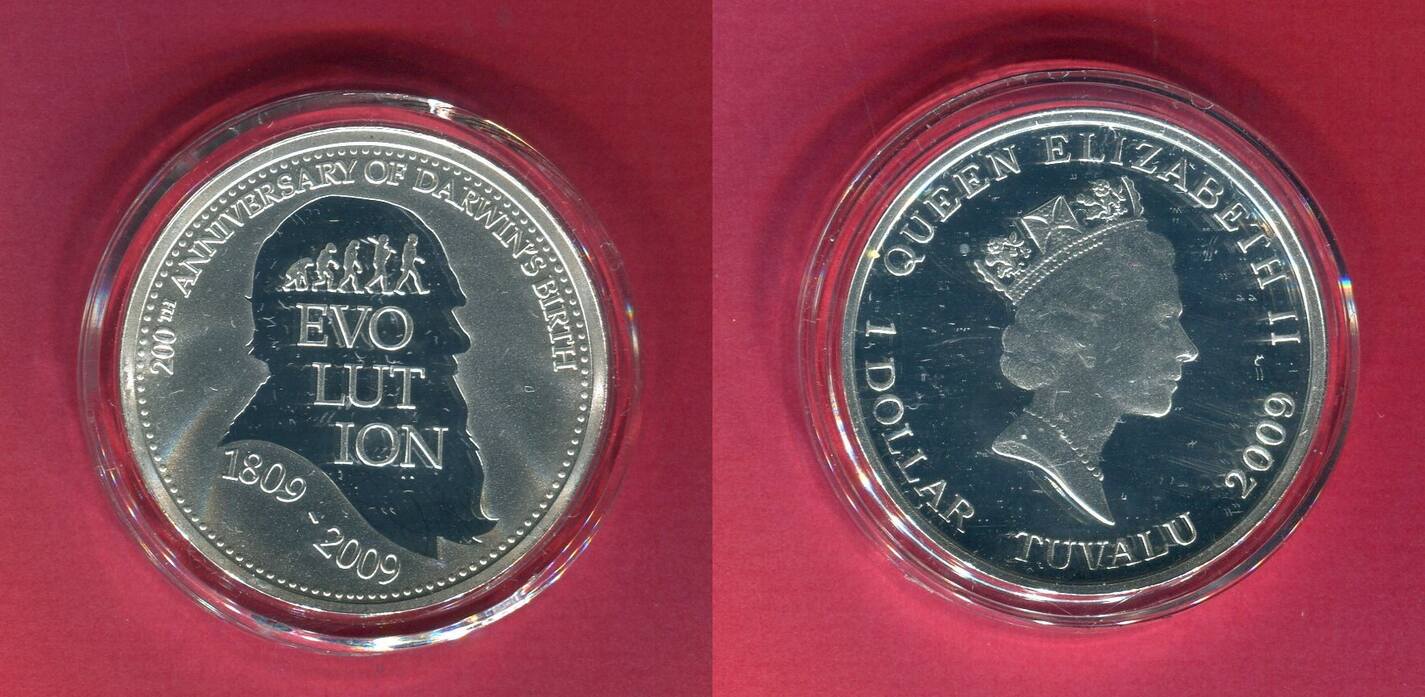 200TH ANNIVERSARY OF DARWIN'S BIRTH
EVO
LUT
ION
1809 - 2009
QUEEN ELIZABETH II
1 DOLLAR TUVALU 2009